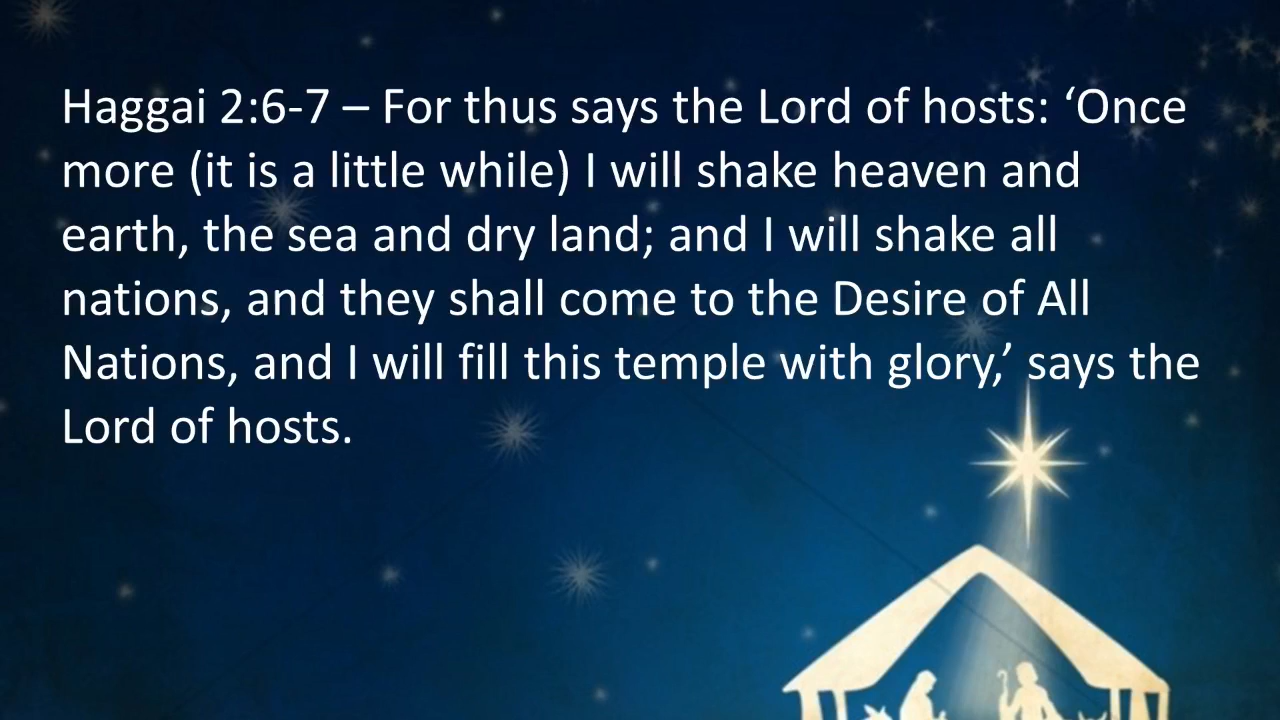 Haggai 2:6-7 – For thus says the Lord of hosts: ‘Once
more (it is a little while) I will shake heaven and
earth, the sea and dry land; and I will shake all
nations, and they shall come to the Desire of All
Nations, and I will fill this temple with glory,’ says the
Lord of hosts.